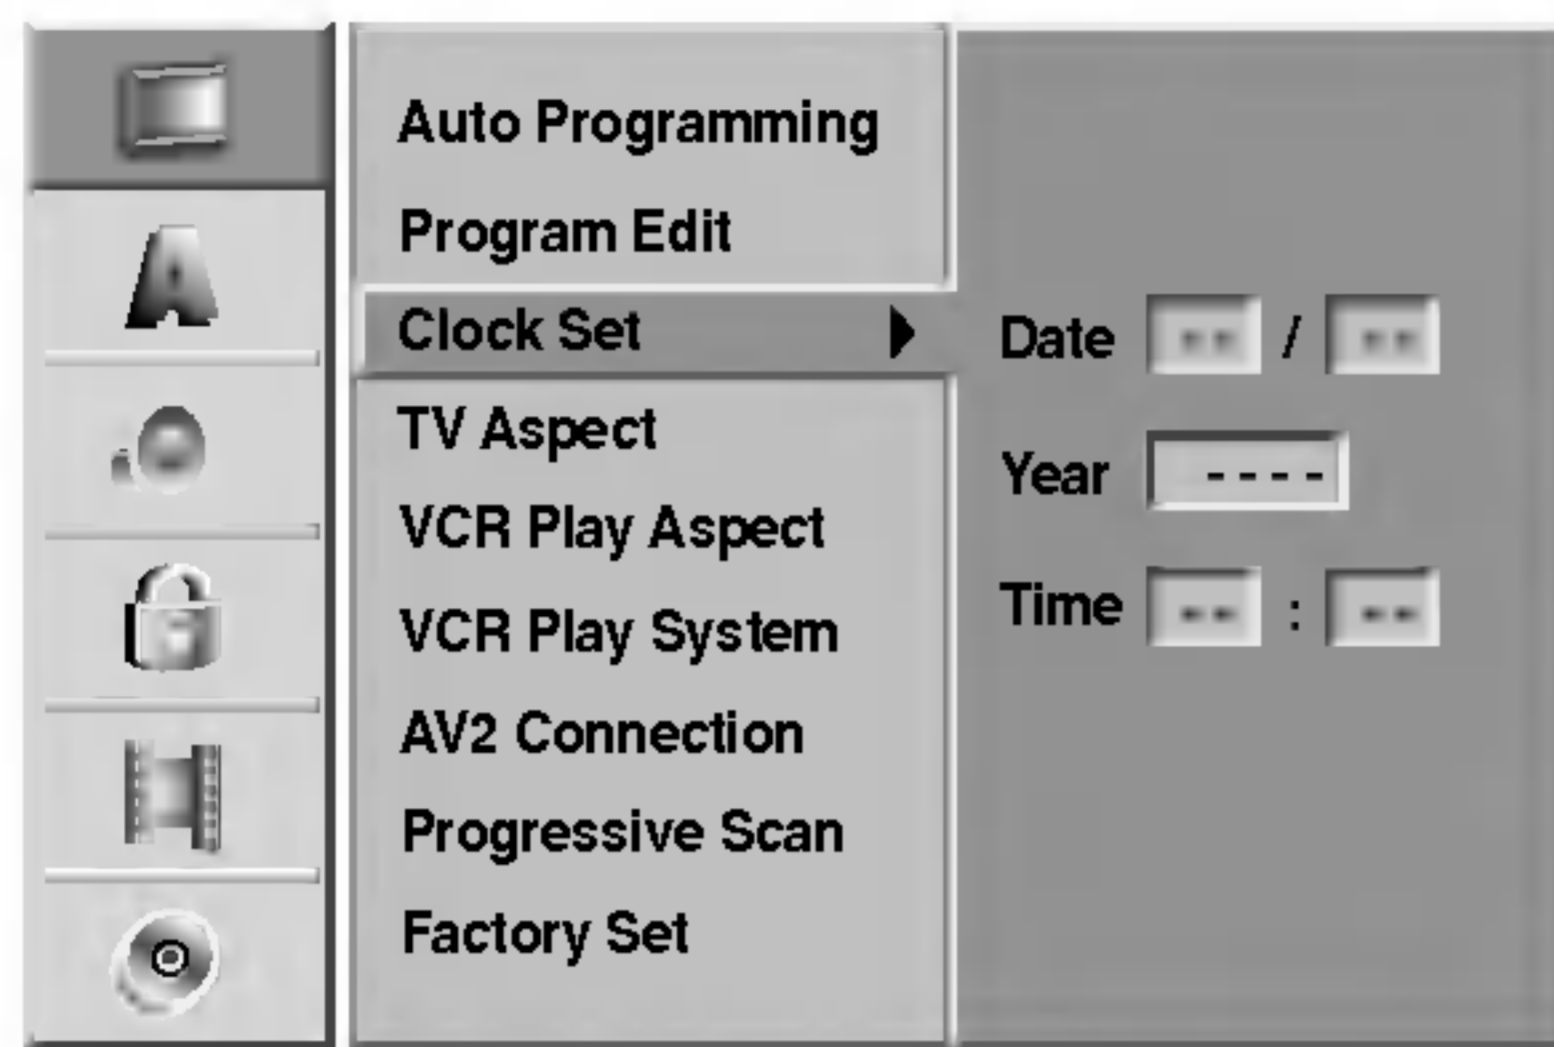 A
Auto Programming
Program Edit
Clock Set
TV Aspect
VCR Play Aspect
VCR Play System
AV2 Connection
Progressive Scan
Factory Set
Date -- / --
Year ----
Time -- : --